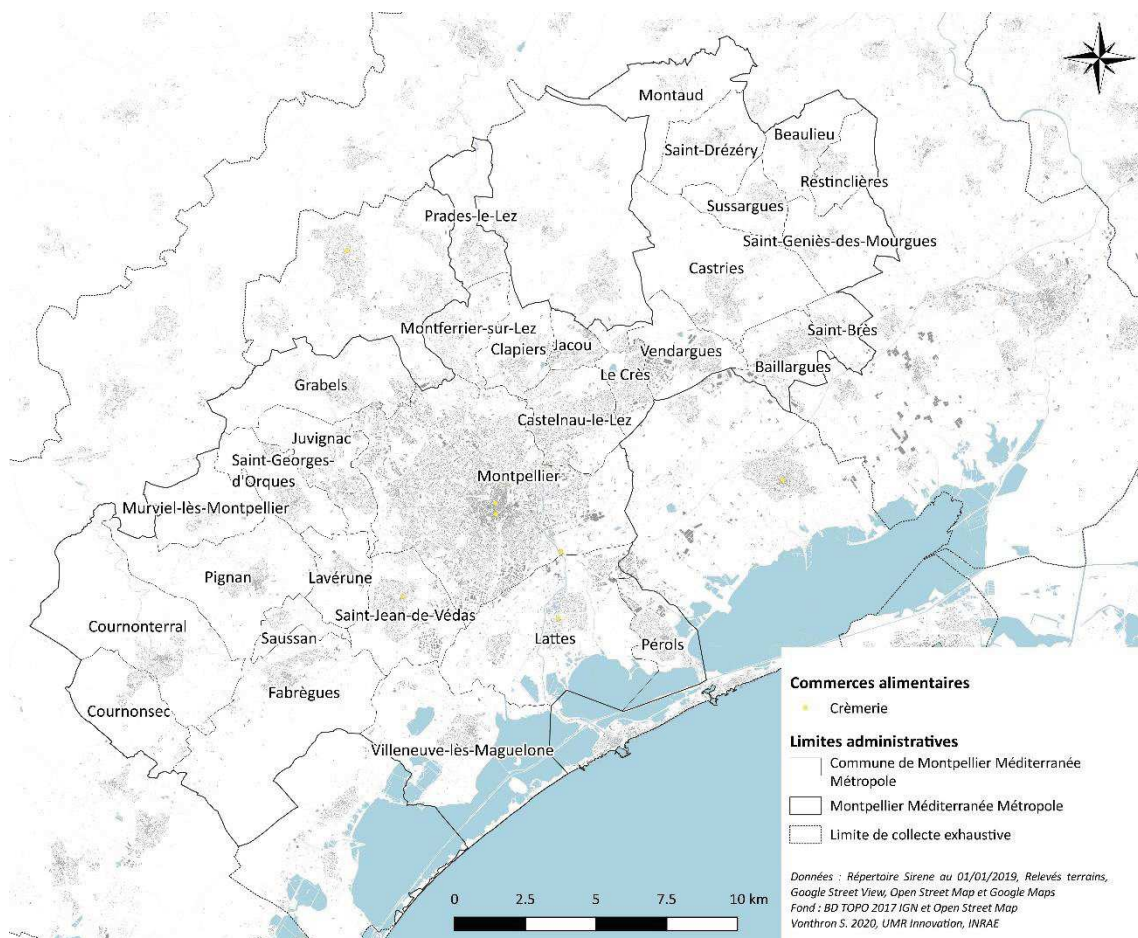 Montaud
Beaulieu
Saint-Drézéry
Restinclières
Sussargues
Prades-le-Lez
Saint-Geniès-des-Mourgues
Castries
Montferrier-sur-Lez
Saint-Brès
Jacou
Clapiers
Vendargues
Baillargues
Le Crès
Grabels
Castelnau-le-Lez
Juvignac
Saint-Georges-
d'Orques
Montpellier
Murviel-lès-Montpellier
Pignan
Lavérune
Saint-Jean-de-Védas
Cournonterral
Saussan
Lattes
Pérols
Fabrègues
Cournonsec
Villeneuve-lès-Maguelone
Commerces alimentaires
Crèmerie
Limites administratives
Commune de Montpellier Méditerranée
Métropole
Montpellier Méditerranée Métropole
Limite de collecte exhaustive
Données : Répertoire Sirene au 01/01/2019, Relevés terrains,
Google Street View, Open Street Map et Google Maps
Fond : BD TOPO 2017 IGN et Open Street Map
Vonthron S. 2020, UMR Innovation, INRAE
0 2.5 5 7.5 10 km